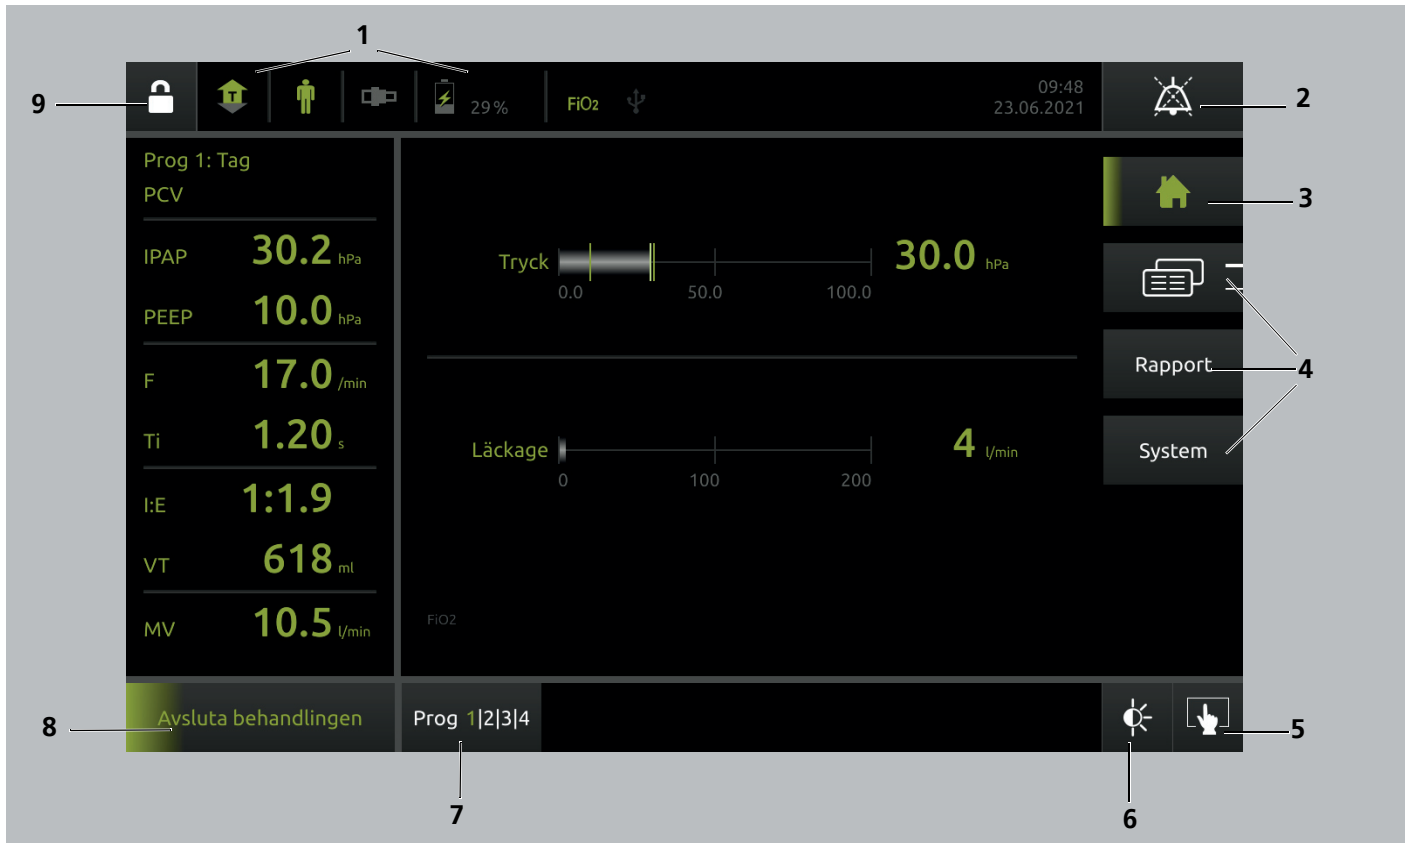 1
9
T
29%
FiO2
09:48
23.06.2021
2
Prog 1: Tag
PCV
IPAP 30.2 hPa
PEEP 10.0 hPa
F 17.0 /min
Ti 1.20 s
I:E 1:1.9
VT 618 ml
MV 10.5 l/min
Tryck 30.0 hPa
0.0 50.0 100.0
Läckage 4 l/min
0 100 200
FiO2
3
Rapport
4
System
8
Avsluta behandlingen
Prog 1|2|3|4
5
7
6